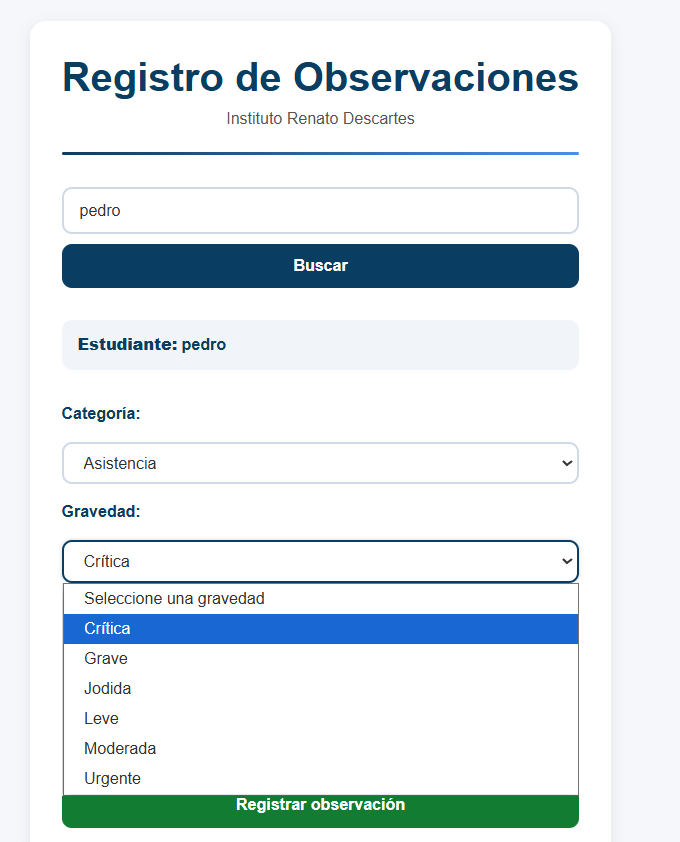 Registro de Observaciones
Instituto Renato Descartes
pedro
Buscar
Estudiante: pedro
Categoría:
Asistencia
Gravedad:
Crítica
Seleccione una gravedad
Crítica
Grave
Jodida
Leve
Moderada
Urgente
Registrar observación